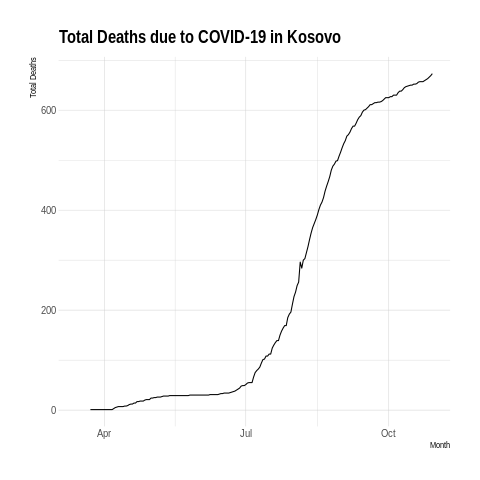 Total Deaths due to COVID-19 in Kosovo
Total Deaths
600
400
200
0
Apr Jul Oct
Month